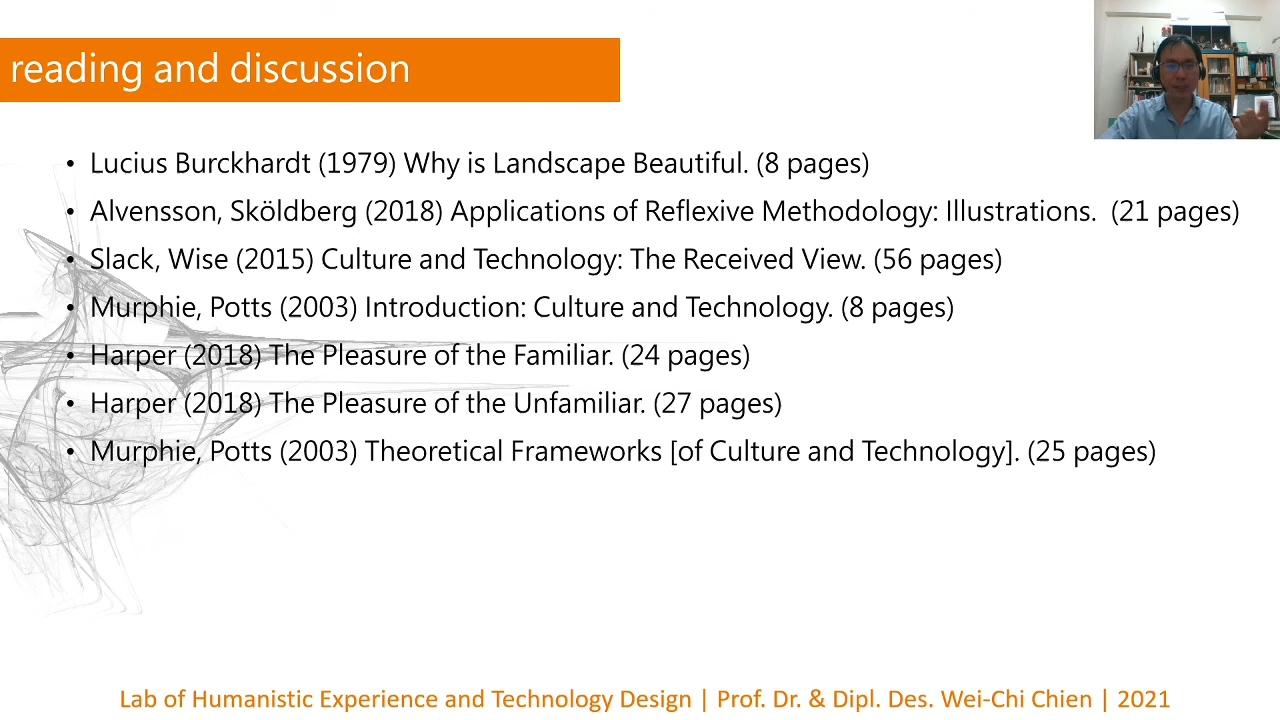 reading and discussion
• Lucius Burckhardt (1979) Why is Landscape Beautiful. (8 pages)
• Alvensson, Sköldberg (2018) Applications of Reflexive Methodology: Illustrations. (21 pages)
• Slack, Wise (2015) Culture and Technology: The Received View. (56 pages)
• Murphie, Potts (2003) Introduction: Culture and Technology. (8 pages)
• Harper (2018) The Pleasure of the Familiar. (24 pages)
• Harper (2018) The Pleasure of the Unfamiliar. (27 pages)
• Murphie, Potts (2003) Theoretical Frameworks [of Culture and Technology]. (25 pages)
Lab of Humanistic Experience and Technology Design | Prof. Dr. & Dipl. Des. Wei-Chi Chien | 2021